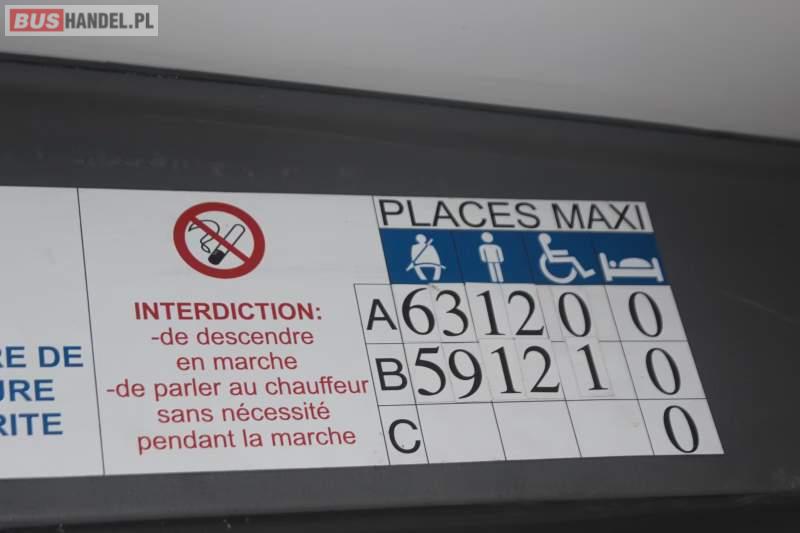 BUSHANDEL.PL
PLACES MAXI
INTERDICTION:
-de descendre
en marche
-de parler au chauffeur
sans nécessité
pendant la marche
RE DE
URE
RITE
A 63 12 0 0
B 59 12 1 0
C 0